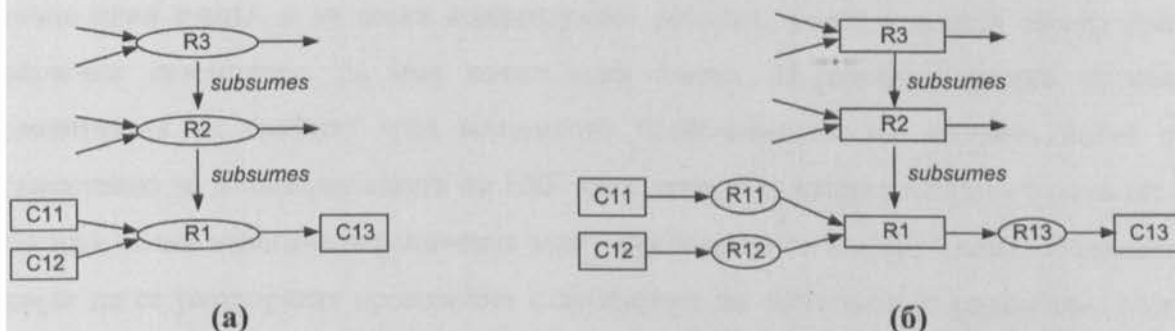 R3
subsumes
R2
subsumes
C11
R1
C13
C12
(а)
R3
subsumes
R2
subsumes
C11
R11
R1
R13
C13
C12
R12
(б)